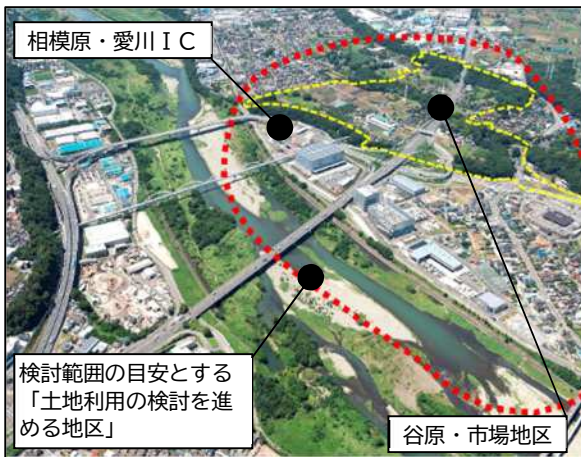 相模原・愛川ＩＣ
検討範囲の目安とする
「土地利用の検討を進
める地区」
谷原・市場地区